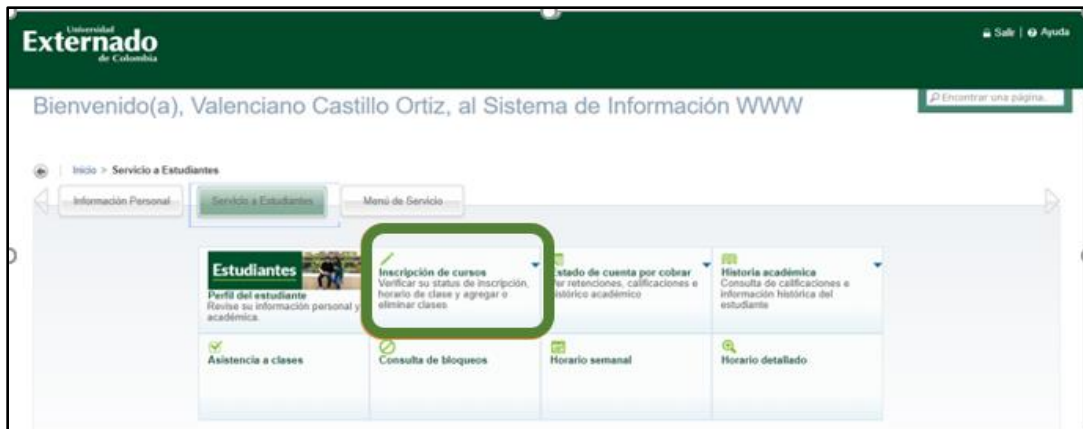 Universidad
Externado
de Colombia
Salir | Ayuda
Bienvenido(a), Valenciano Castillo Ortiz, al Sistema de Información WWW
Encontrar una página..
Inicio > Servicio a Estudiantes
Información Personal
Servicio a Estudiantes
Menú de Servicio
Estudiantes
Perfil del estudiante
Revise su información personal y
académica.
Inscripción de cursos
Verificar su status de inscripción,
horario de clase y agregar o
eliminar clases
Estado de cuenta por cobrar
Ver retenciones, calificaciones e
histórico académico
Historia académica
Consulta de calificaciones e
información histórica del
estudiante
Asistencia a clases
Consulta de bloqueos
Horario semanal
Horario detallado